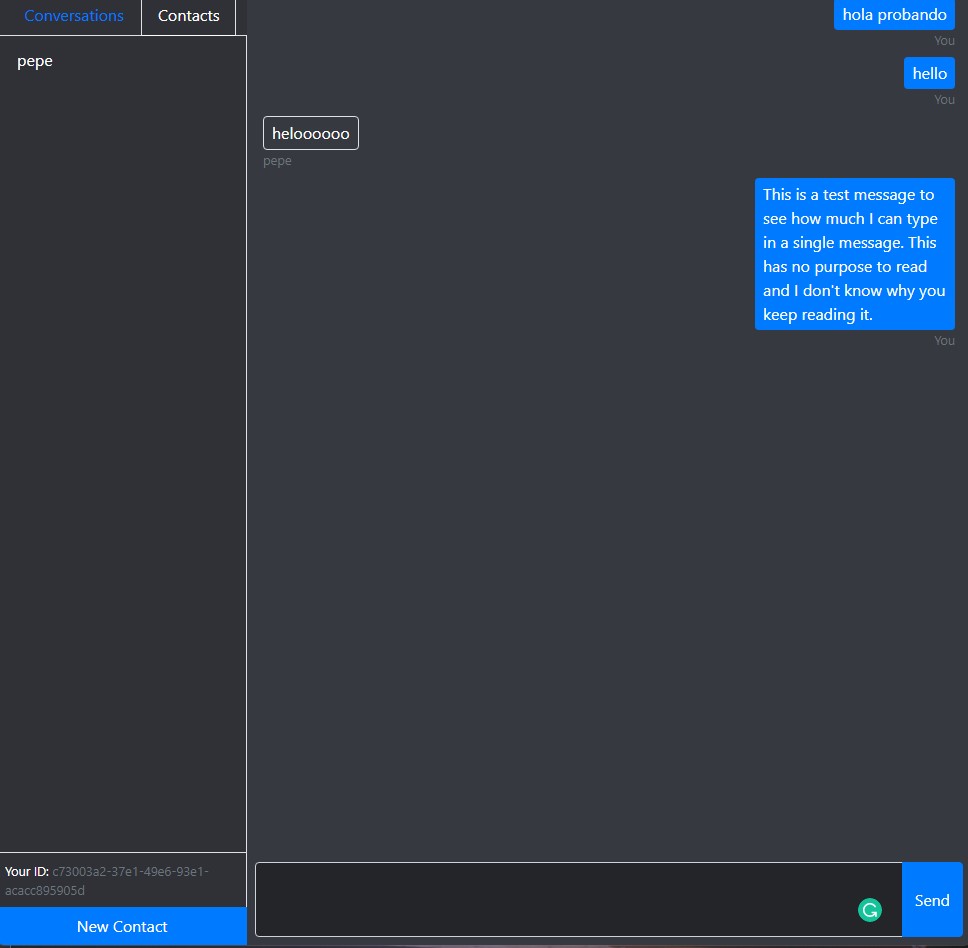 Conversations
Contacts
pepe
hola probando
You
hello
You
heloooooo
pepe
This is a test message to
see how much I can type
in a single message. This
has no purpose to read
and I don't know why you
keep reading it.
You
Your ID: c73003a2-37e1-49e6-93e1-
acacc895905d
New Contact
Send